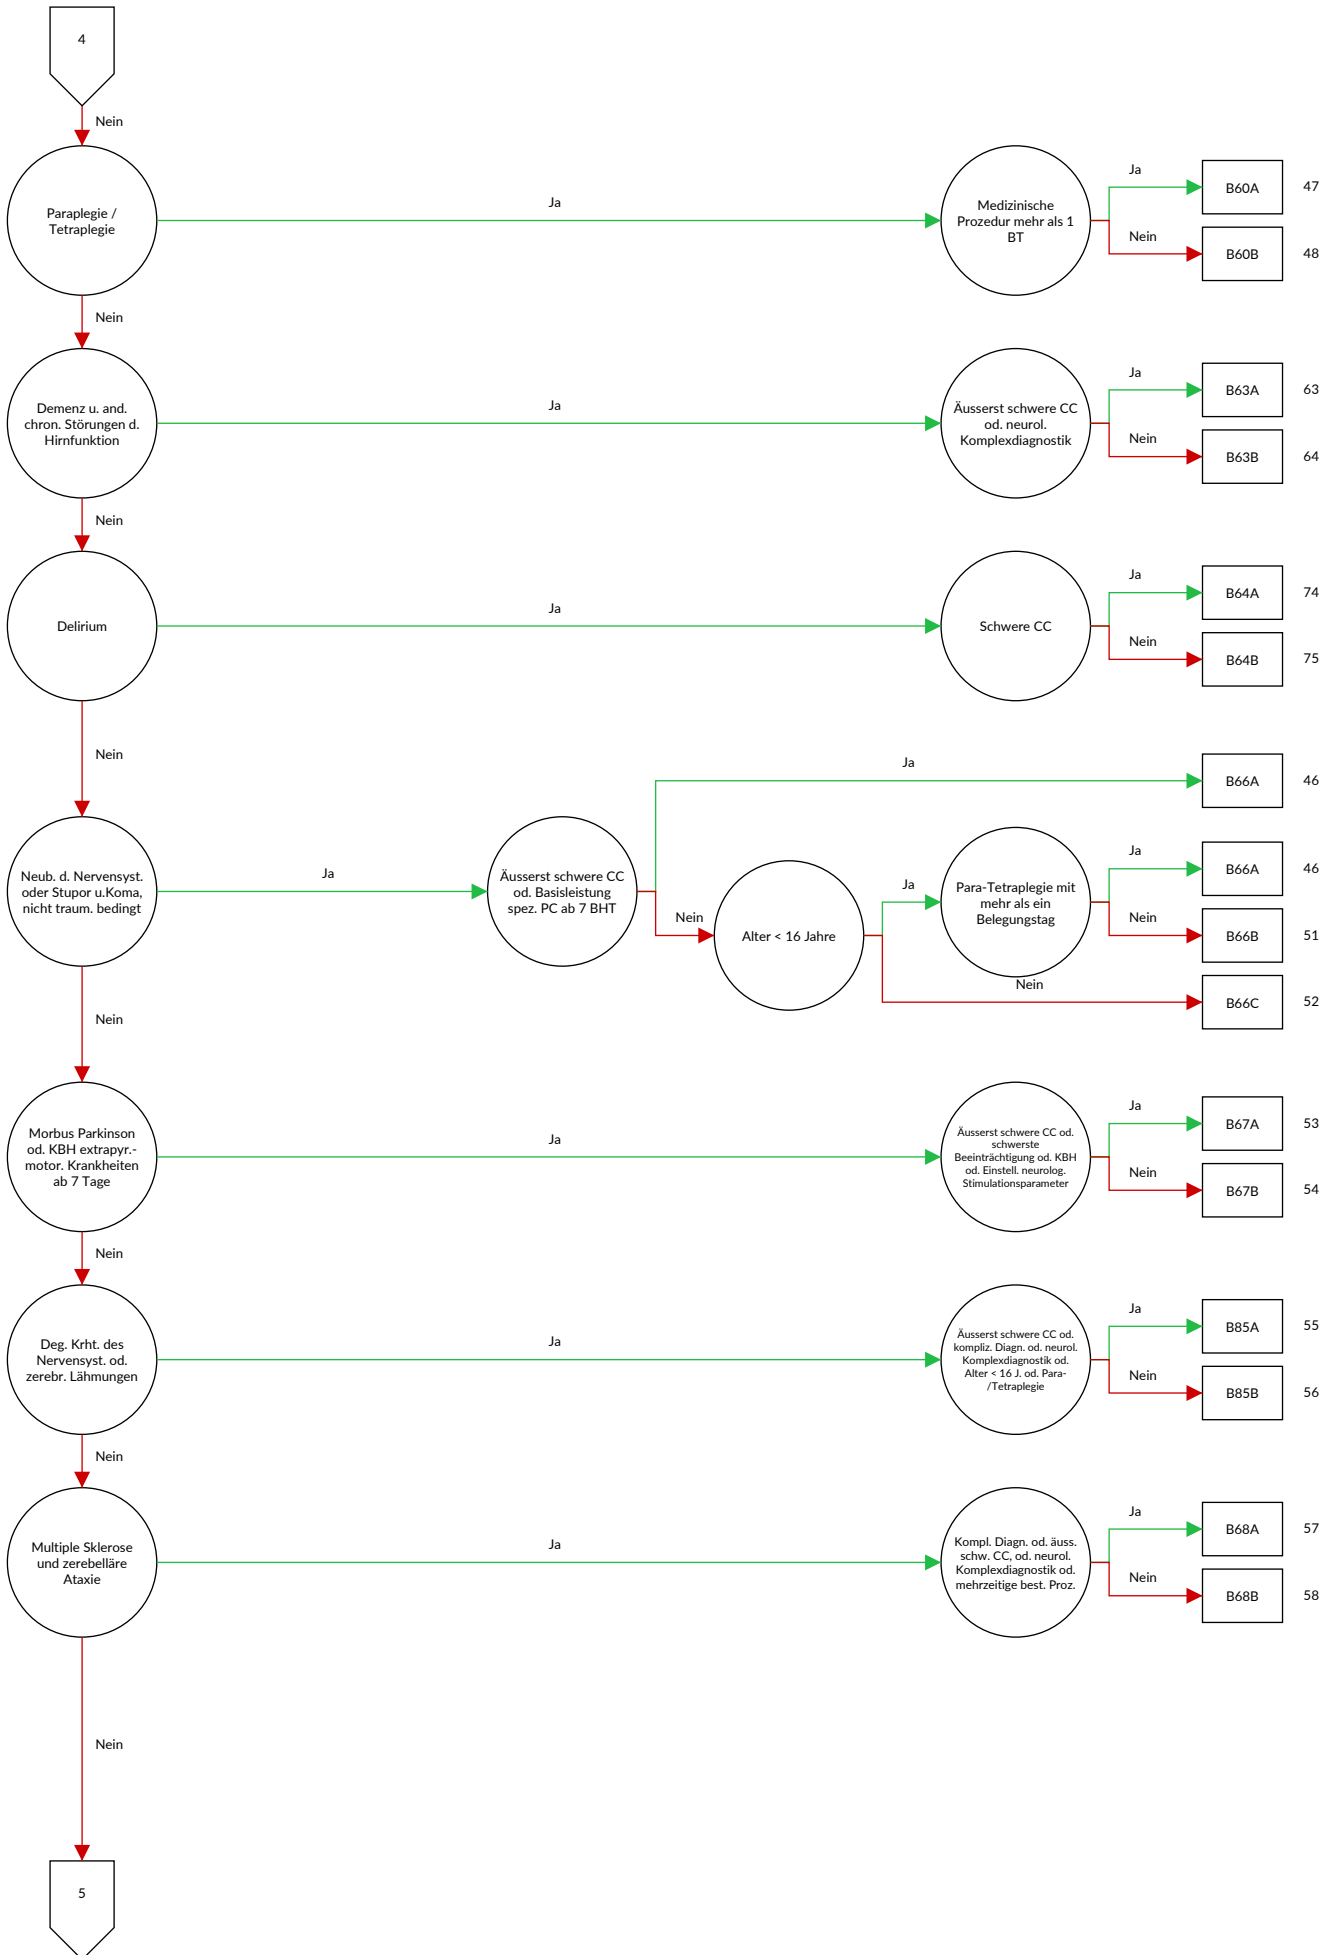 4
Nein
Paraplegie /
Tetraplegie
Ja
Medizinische
Prozedur mehr als 1
BT
Ja
B60A
47
Nein
B60B
48
Nein
Demenz u. and.
chron. Störungen d.
Hirnfunktion
Ja
Äusserst schwere CC
od. neurol.
Komplexdiagnostik
Ja
B63A
63
Nein
B63B
64
Nein
Delirium
Ja
Schwere CC
Ja
B64A
74
Nein
B64B
75
Nein
Neub. d. Nervensyst.
oder Stupor u.Koma,
nicht traum. bedingt
Ja
Äusserst schwere CC
od. Basisleistung
spez. PC ab 7 BHT
Ja
B66A
46
Nein
Alter < 16 Jahre
Ja
Para-Tetraplegie mit
mehr als ein
Belegungstag
Ja
B66A
46
Nein
B66B
51
Nein
B66C
52
Nein
Morbus Parkinson
od. KBH extrapyr.-
motor. Krankheiten
ab 7 Tage
Ja
Äusserst schwere CC od.
schwerste
Beeinträchtigung od. KBH
od. Einstell. neurolog.
Stimulationsparameter
Ja
B67A
53
Nein
B67B
54
Nein
Deg. Krht. des
Nervensyst. od.
zerebr. Lähmungen
Ja
Äusserst schwere CC od.
kompliz. Diagn. od. neurol.
Komplexdiagnostik od.
Alter < 16 J. od. Para-
/Tetraplegie
Ja
B85A
55
Nein
B85B
56
Nein
Multiple Sklerose
und zerebelläre
Ataxie
Ja
Kompl. Diagn. od. äuss.
schw. CC, od. neurol.
Komplexdiagnostik od.
mehrzeitige best. Proz.
Ja
B68A
57
Nein
B68B
58
Nein
5